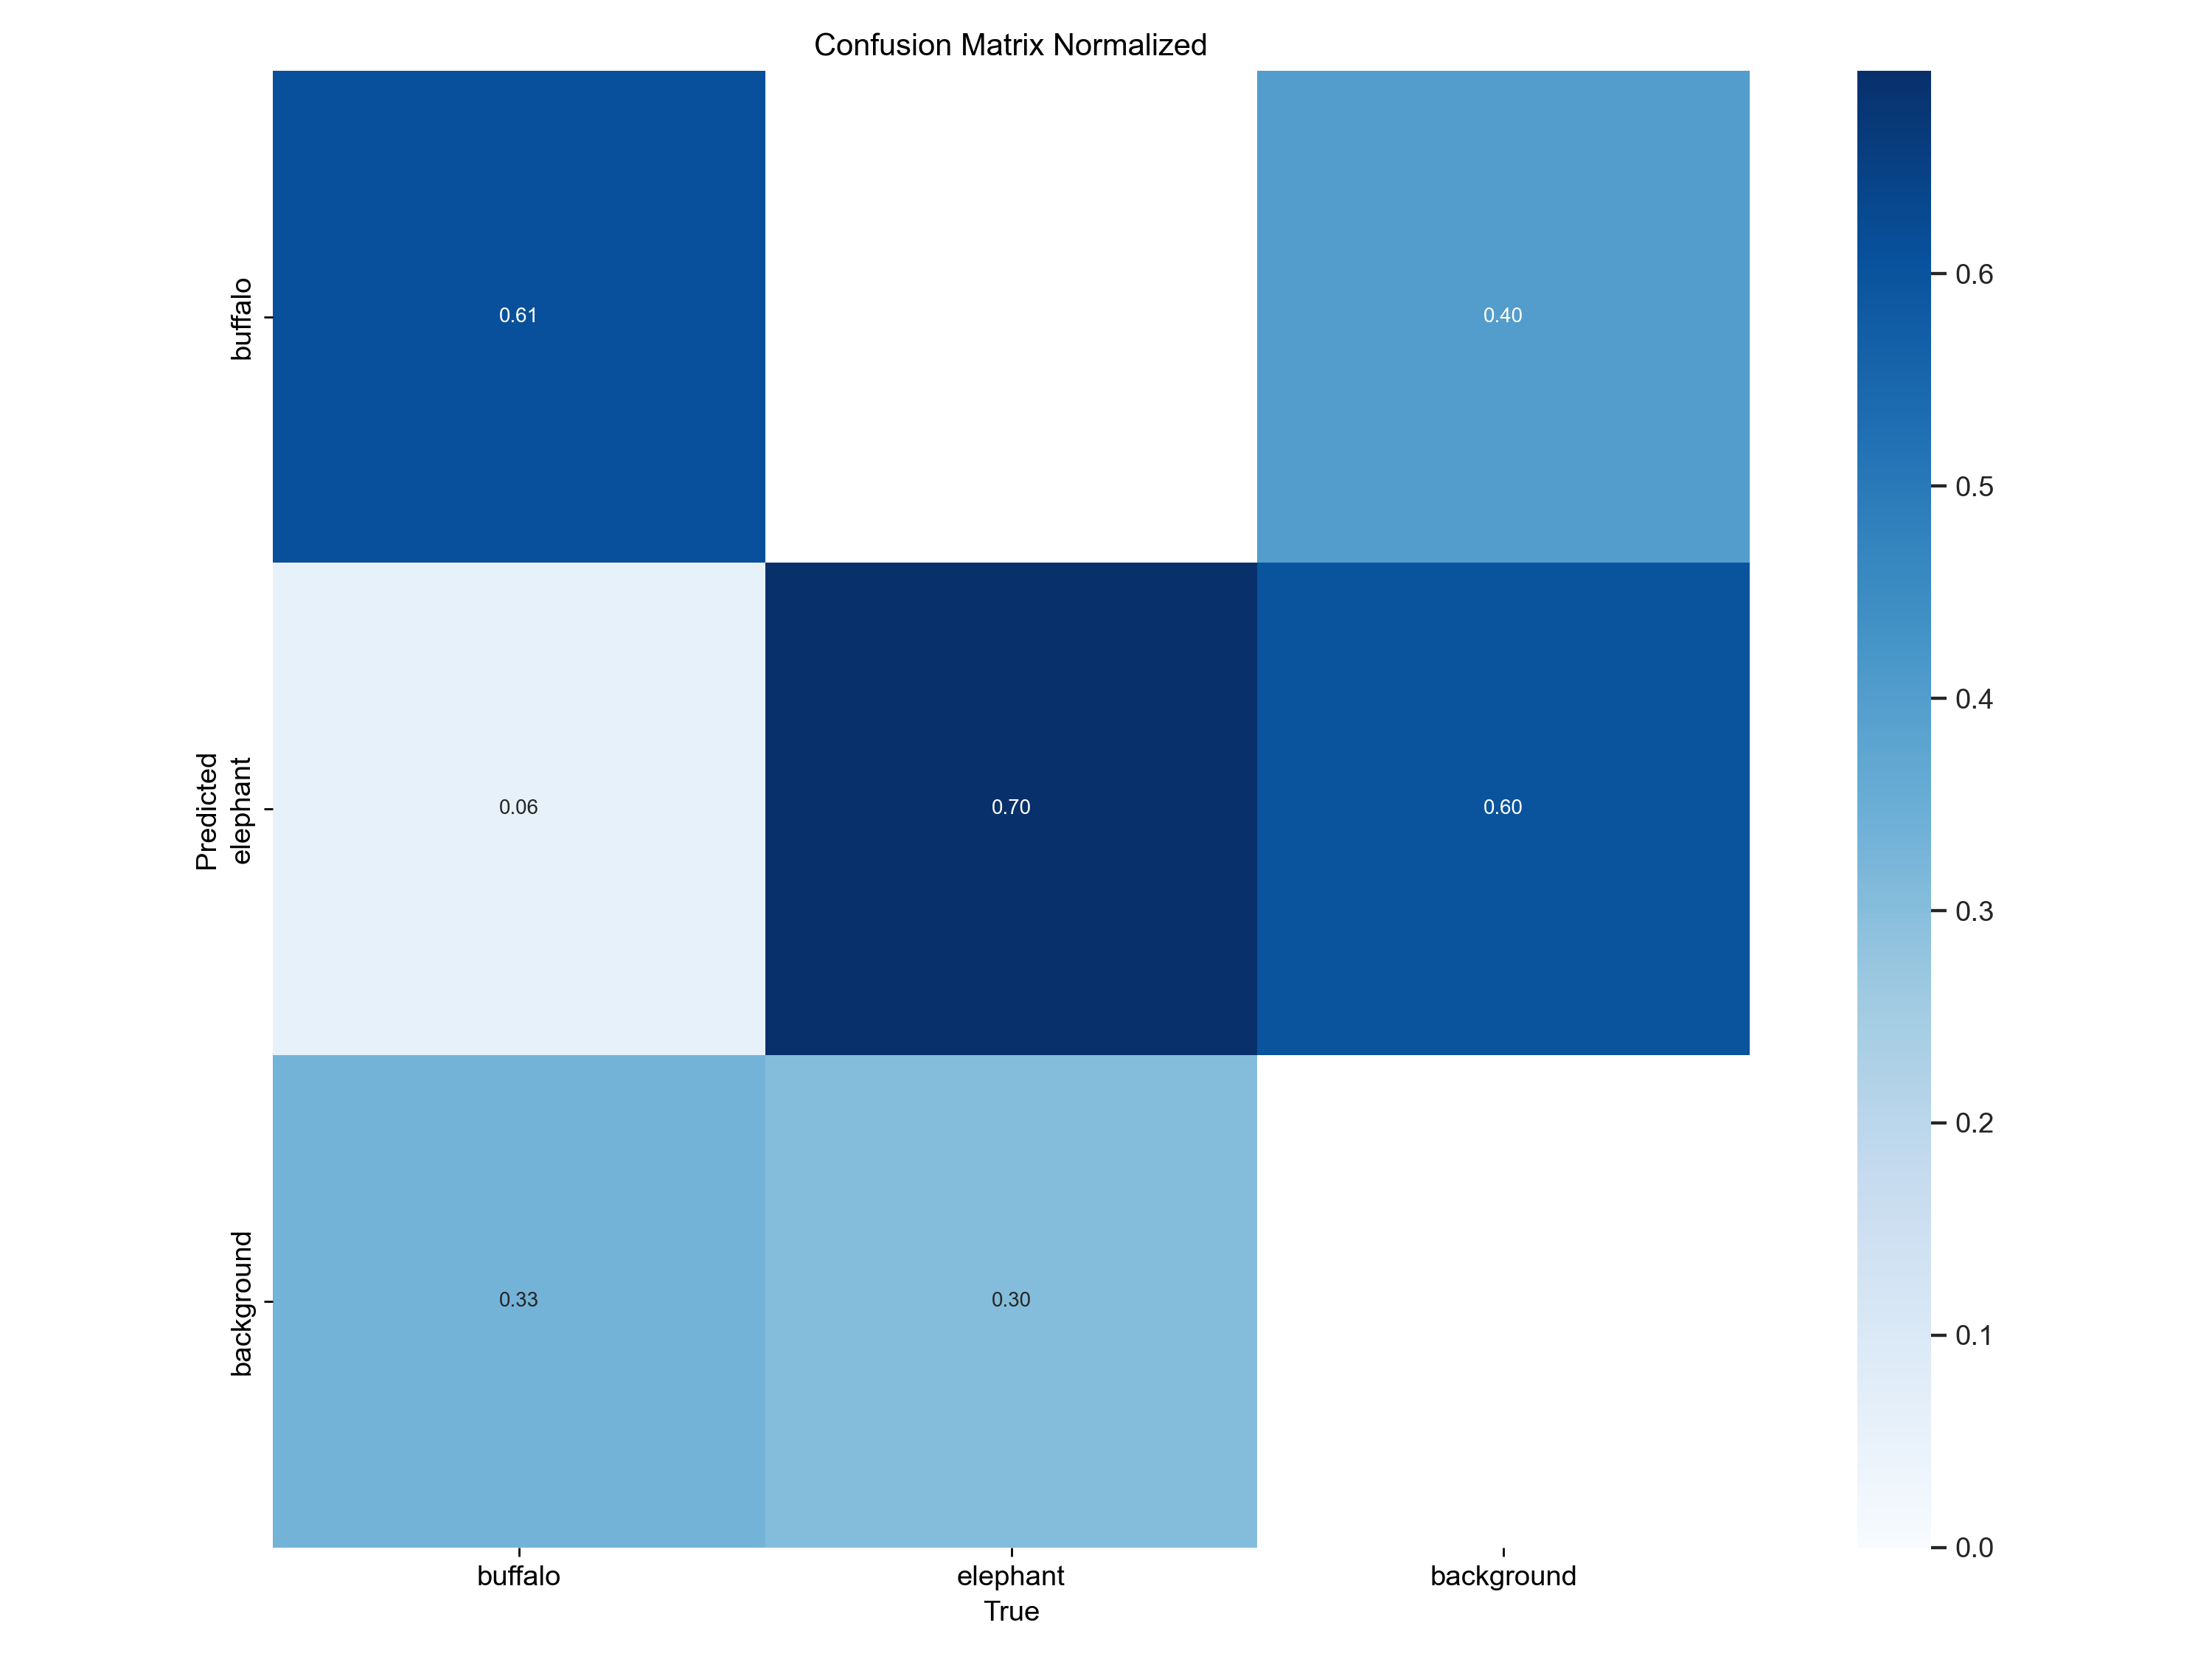 Confusion Matrix Normalized
buffalo
0.61
0.40
0.6
0.5
0.4
Predicted
elephant
0.06
0.70
0.60
0.3
0.2
background
0.33
0.30
0.1
0.0
buffalo
elephant
background
True